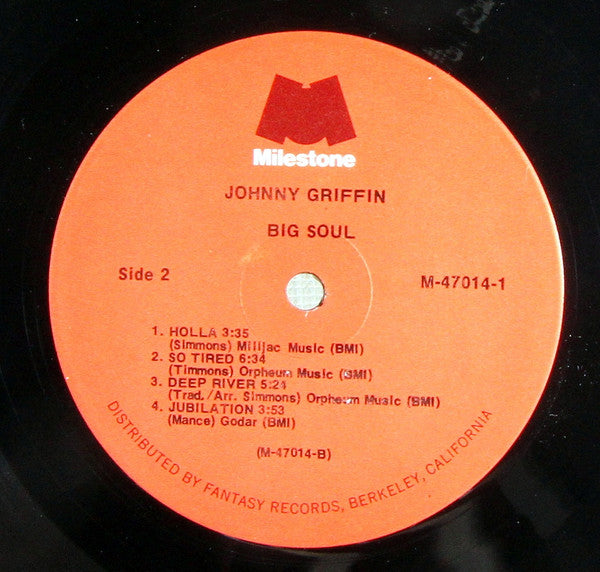 Milestone
JOHNNY GRIFFIN
BIG SOUL
Side 2
M-47014-1
1. HOLLA 3:35
(Simmons) Millijac Music (BMI)
2. SO TIRED 6:34
(Timmons) Orpheum Music (BMI)
3. DEEP RIVER 5:21
(Trad./Arr. Simmons) Orpheum Music (BMI)
4. JUBILATION 3:53
(Mance) Godar (BMI)
(M-47014-B)
DISTRIBUTED BY FANTASY RECORDS, BERKELEY, CALIFORNIA